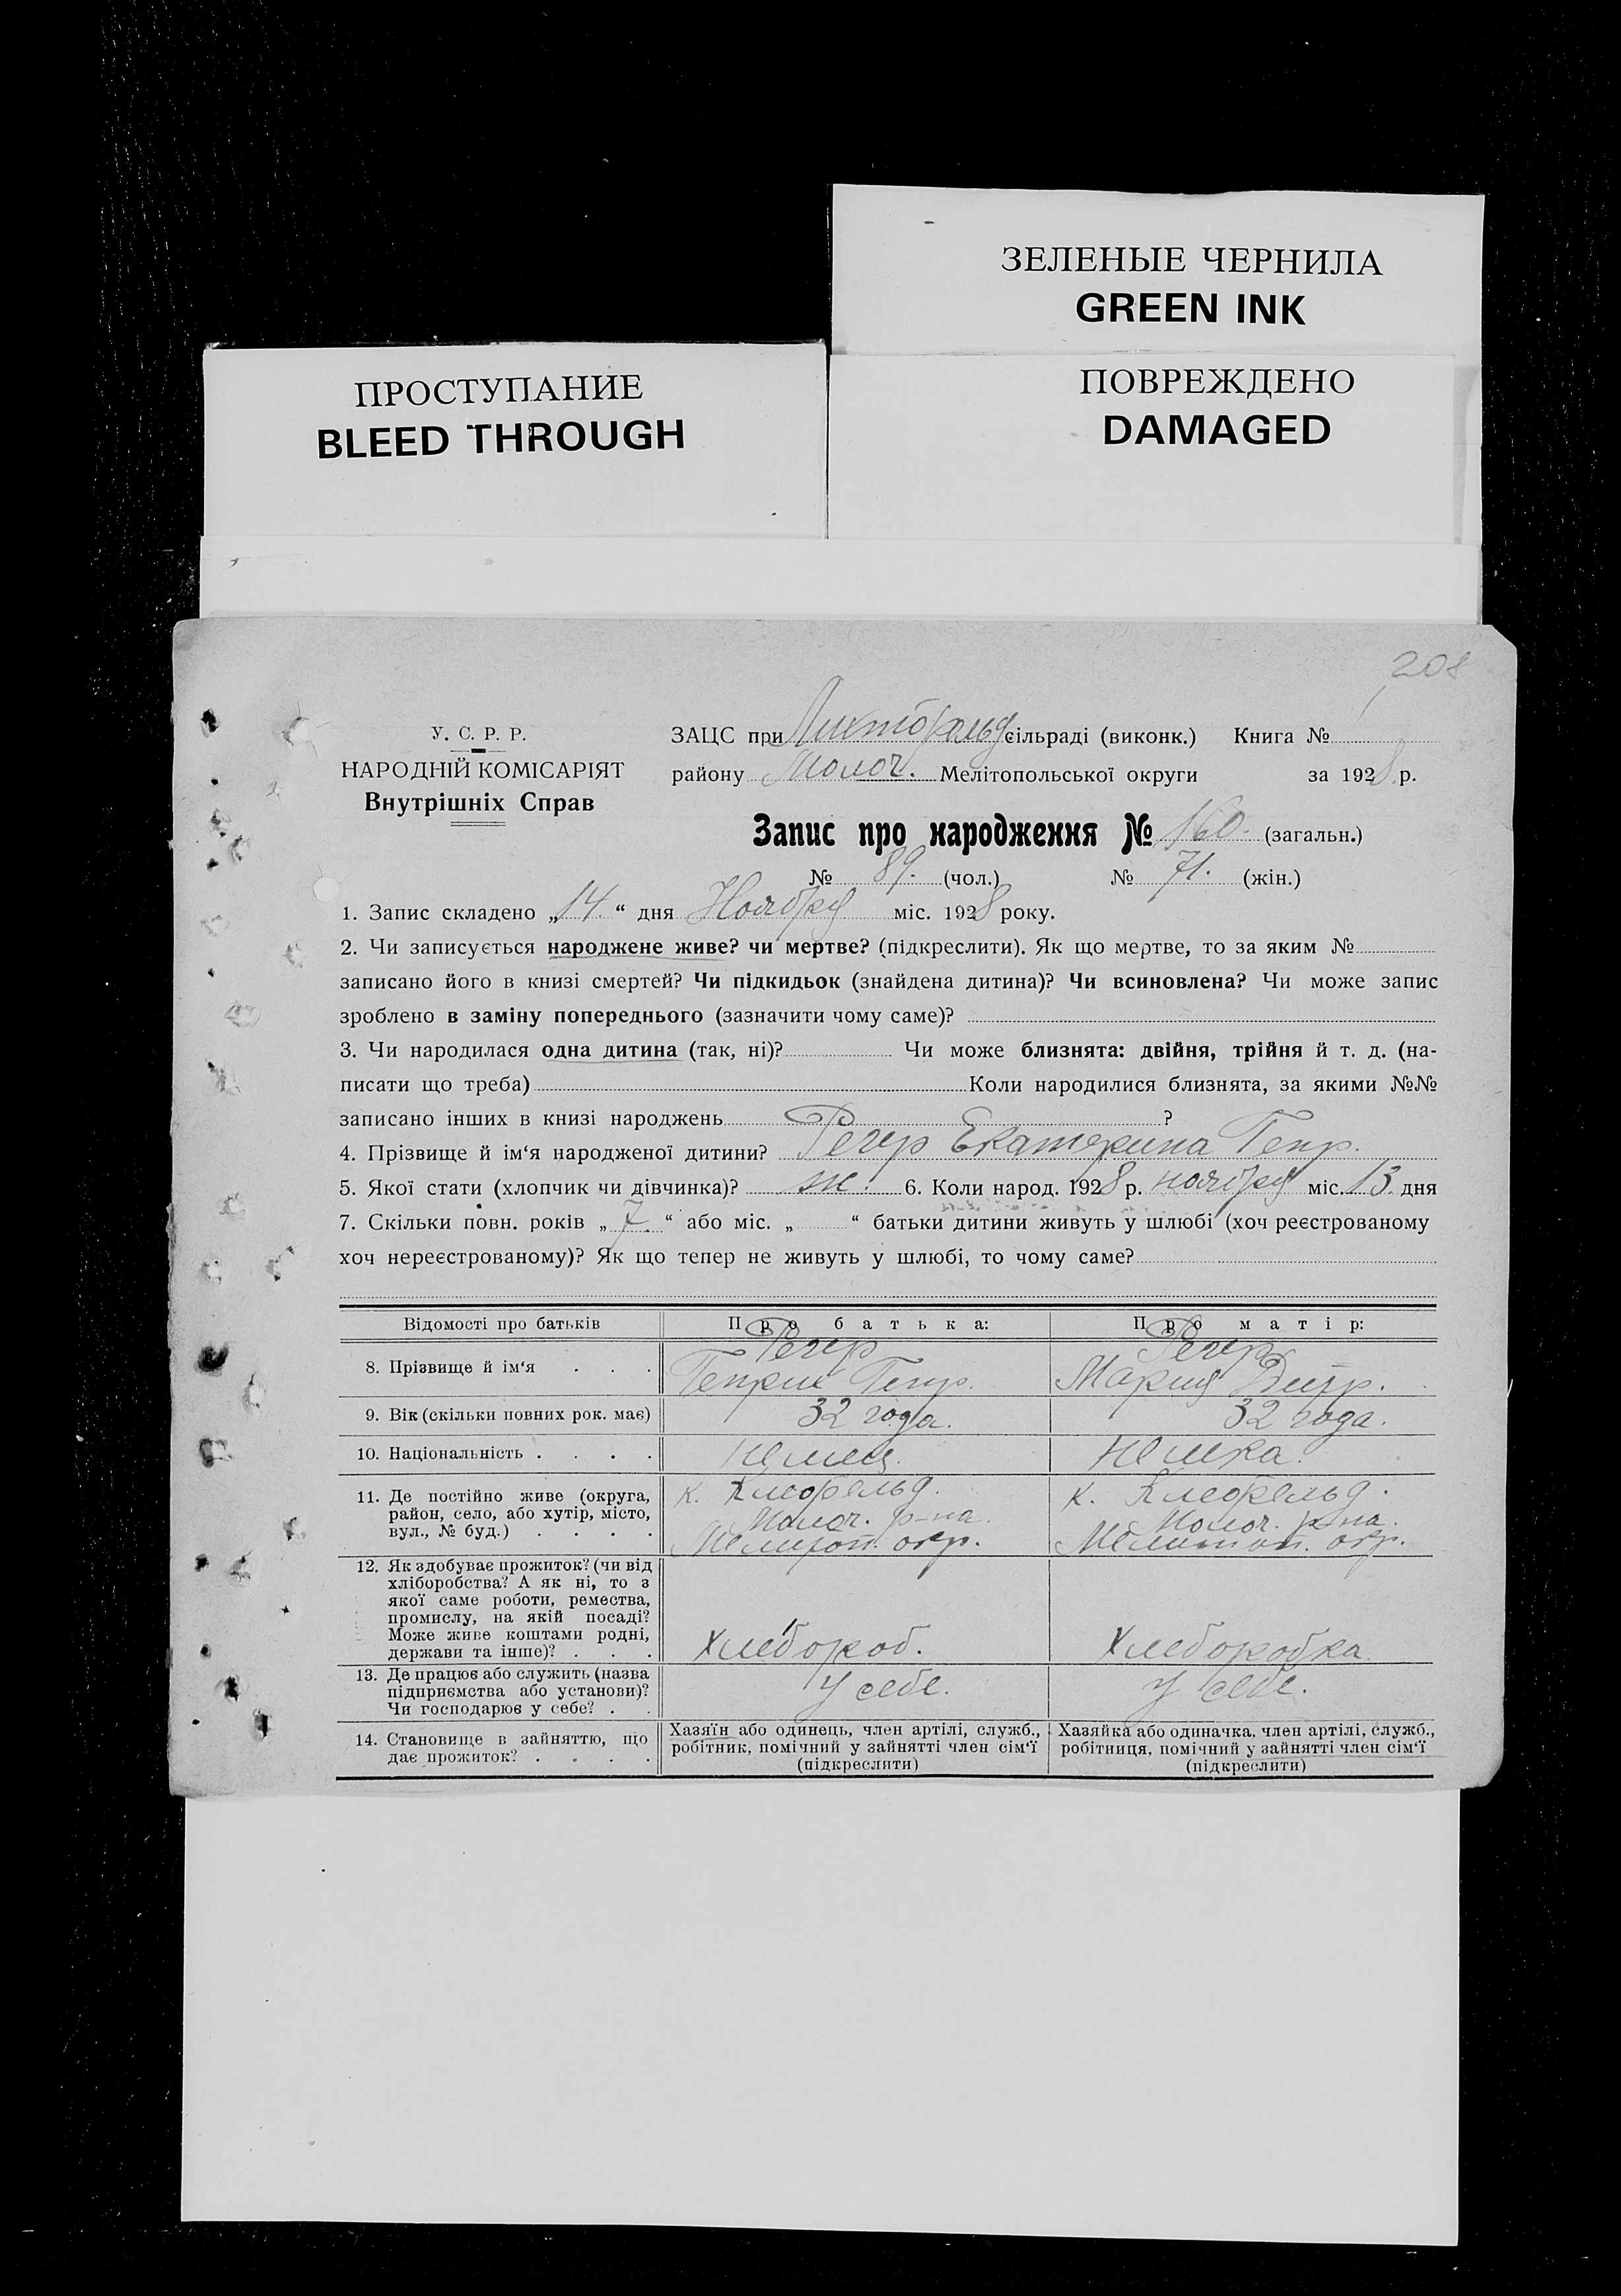 ЗЕЛЕНЫЕ ЧЕРНИЛА
GREEN INK
ПРОСТУПАНИЕ
BLEED THROUGH
ПОВРЕЖДЕНО
DAMAGED
208
У. С. Р. Р.
НАРОДНІЙ КОМІСАРІЯТ
Внутрішніх Справ
ЗАЦС при Лихтфельд сільраді (виконк.) Книга №
району Молоч. Мелітопольської округи за 1928 р.
Запис про народження № 160. (загальн.)
№ 89. (чол.) № 71. (жін.)
1. Запис складено „14.“ дня Ноября міс. 1928 року.
2. Чи записується народжене живе? чи мертве? (підкреслити). Як що мертве, то за яким №
записано його в книзі смертей? Чи підкидьок (знайдена дитина)? Чи всиновлена? Чи може запис
зроблено в заміну попереднього (зазначити чому саме)?
3. Чи народилася одна дитина (так, ні)? Чи може близнята: двійня, трійня й т. д. (на-
писати що треба) Коли народилися близнята, за якими №№
записано інших в книзі народжень ?
4. Прізвище й ім‘я народженої дитини? Регер Екатерина Генр.
5. Якої стати (хлопчик чи дівчинка)? ж. 6. Коли народ. 1928 р. ноября міс. 13. дня
7. Скільки повн. років „7.“ або міс. „ “ батьки дитини живуть у шлюбі (хоч реєстрованому
хоч нереєстрованому)? Як що тепер не живуть у шлюбі, то чому саме?
Відомості про батьків Про батька: Про матір:
8. Прізвище й ім‘я . . . Регер Генрих Генр. Регер Мария Дитр.
9. Вік (скільки повних рок. має) 32 года. 32 года.
10. Національність . . . . Немец. Немка.
11. Де постійно живе (округа, район, село, або хутір, місто, вул., № буд.) . . . . к. Клефельд. Молоч. р-на. Мелитоп. окр. к. Клефельд. Молоч. р-на. Мелитоп. окр.
12. Як здобуває прожиток? (чи від хліборобства? А як ні, то з якої саме роботи, ремества, промислу, на якій посаді? Може живе коштами родні, держави та інше)? . . . Хлебороб. Хлеборобка
13. Де працює або служить (назва підприємства або установи)? Чи господарює у себе? . . У себе. У себе.
14. Становище в зайняттю, що дає прожиток? . . . . Хазяїн або одинець, член артілі, служб., робітник, помічний у зайнятті член сім‘ї (підкреслити) Хазяйка або одиначка, член артілі, служб., робітниця, помічний у зайнятті член сім‘ї (підкреслити)